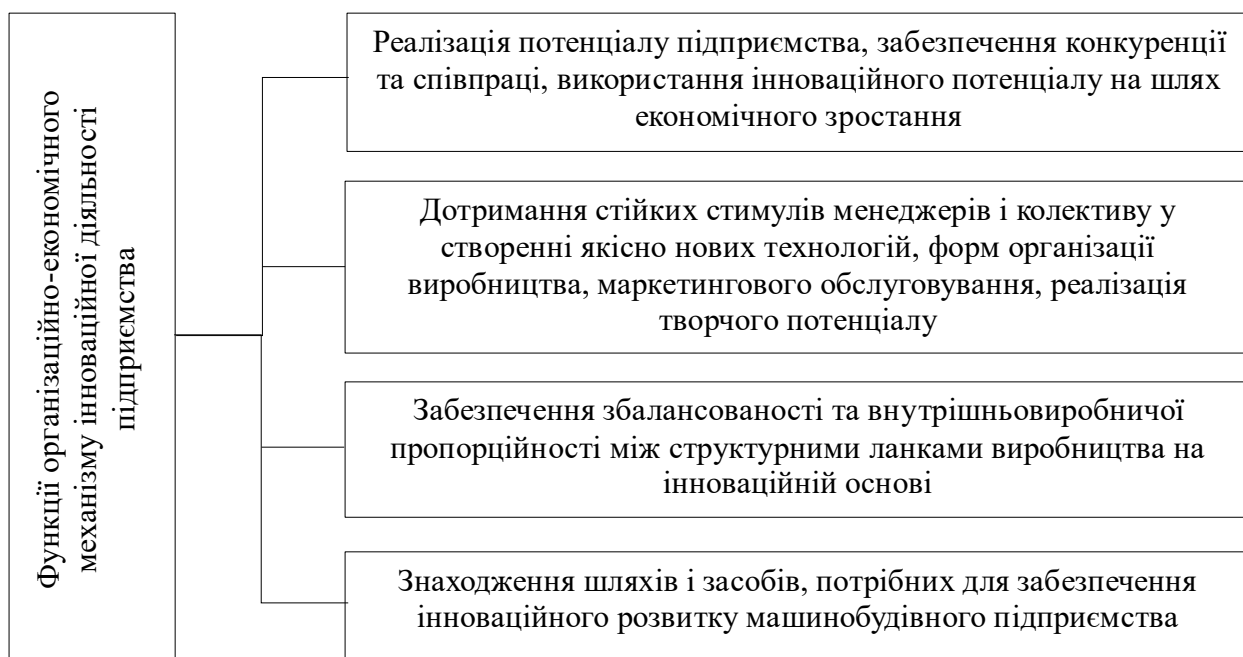 Функції організаційно-економічного
механізму інноваційної діяльності
підприємства
Реалізація потенціалу підприємства, забезпечення конкуренції
та співпраці, використання інноваційного потенціалу на шлях
економічного зростання
Дотримання стійких стимулів менеджерів і колективу у
створенні якісно нових технологій, форм організації
виробництва, маркетингового обслуговування, реалізація
творчого потенціалу
Забезпечення збалансованості та внутрішньовиробничої
пропорційності між структурними ланками виробництва на
інноваційній основі
Знаходження шляхів і засобів, потрібних для забезпечення
інноваційного розвитку машинобудівного підприємства